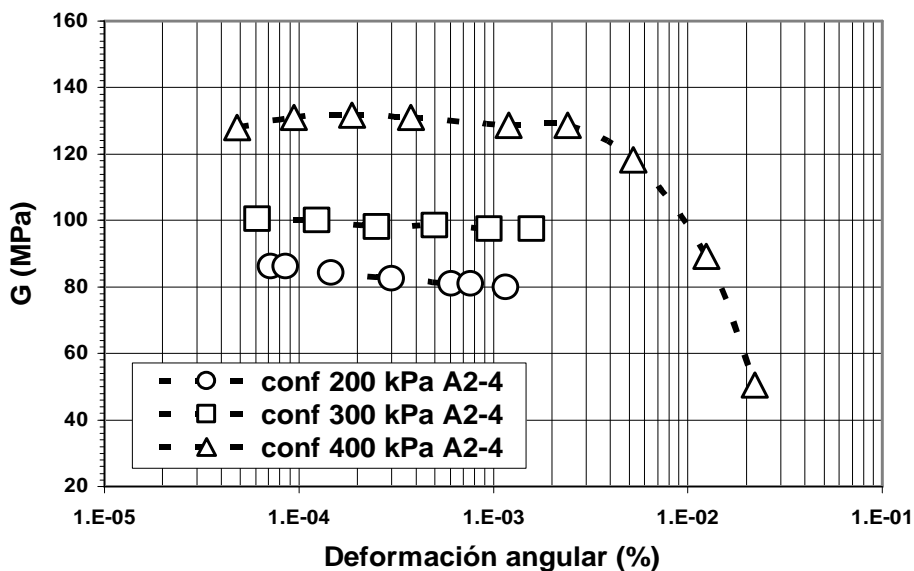 160
140
120
100
80
60
40
20
G (MPa)
conf 200 kPa A2-4
conf 300 kPa A2-4
conf 400 kPa A2-4
1.E-05 1.E-04 1.E-03 1.E-02 1.E-01
Deformación angular (%)